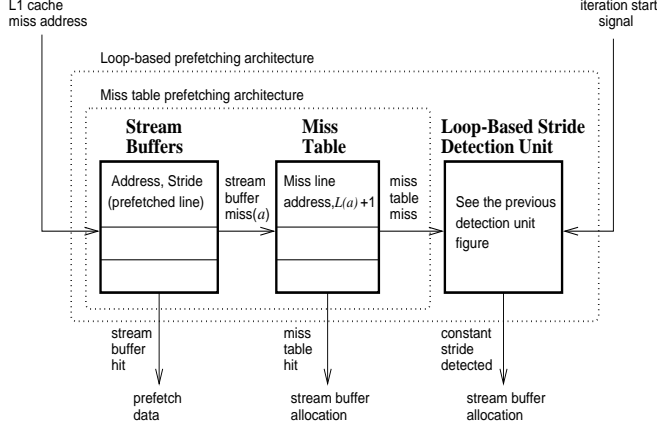 L1 cache
miss address
iteration start
signal
Loop-based prefetching architecture
Miss table prefetching architecture
Stream
Buffers
Miss
Table
Loop-Based Stride
Detection Unit
Address, Stride
(prefetched line)
stream
buffer
miss(a)
Miss line
address,L(a)+1
miss
table
miss
See the previous
detection unit
figure
stream
buffer
hit
miss
table
hit
constant
stride
detected
prefetch
data
stream buffer
allocation
stream buffer
allocation